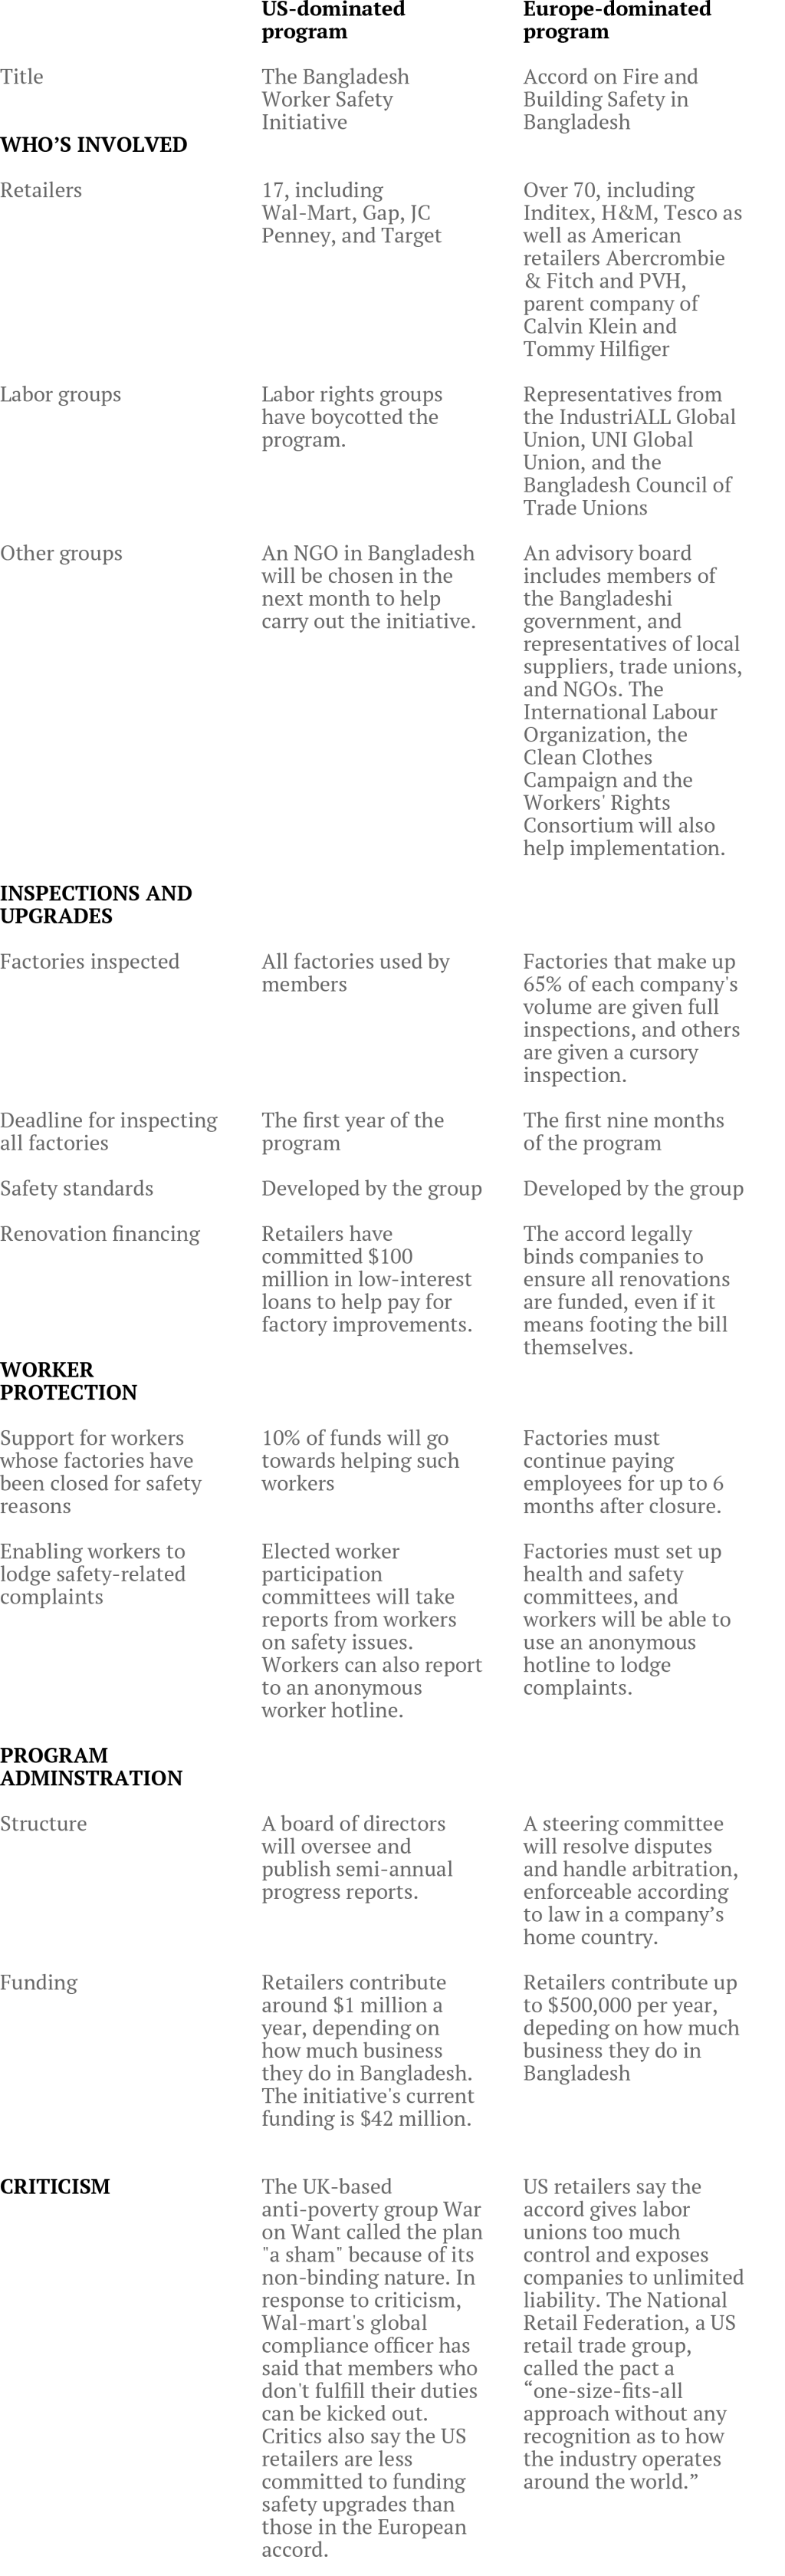 US-dominated program
Europe-dominated program
Title
The Bangladesh
Worker Safety
Initiative
Accord on Fire and
Building Safety in
Bangladesh
WHO’S INVOLVED
Retailers
17, including
Wal-Mart, Gap, JC
Penney, and Target
Over 70, including
Inditex, H&M, Tesco as
well as American
retailers Abercrombie
& Fitch and PVH,
parent company of
Calvin Klein and
Tommy Hilfiger
Labor groups
Labor rights groups
have boycotted the
program.
Representatives from
the IndustriALL Global
Union, UNI Global
Union, and the
Bangladesh Council of
Trade Unions
Other groups
An NGO in Bangladesh
will be chosen in the
next month to help
carry out the initiative.
An advisory board
includes members of
the Bangladeshi
government, and
representatives of local
suppliers, trade unions,
and NGOs. The
International Labour
Organization, the
Clean Clothes
Campaign and the
Workers' Rights
Consortium will also
help implementation.
INSPECTIONS AND
UPGRADES
Factories inspected
All factories used by
members
Factories that make up
65% of each company's
volume are given full
inspections, and others
are given a cursory
inspection.
Deadline for inspecting
all factories
The first year of the
program
The first nine months
of the program
Safety standards
Developed by the group
Developed by the group
Renovation financing
Retailers have
committed $100
million in low-interest
loans to help pay for
factory improvements.
The accord legally
binds companies to
ensure all renovations
are funded, even if it
means footing the bill
themselves.
WORKER
PROTECTION
Support for workers
whose factories have
been closed for safety
reasons
10% of funds will go
towards helping such
workers
Factories must
continue paying
employees for up to 6
months after closure.
Enabling workers to
lodge safety-related
complaints
Elected worker
participation
committees will take
reports from workers
on safety issues.
Workers can also report
to an anonymous
worker hotline.
Factories must set up
health and safety
committees, and
workers will be able to
use an anonymous
hotline to lodge
complaints.
PROGRAM
ADMINSTRATION
Structure
A board of directors
will oversee and
publish semi-annual
progress reports.
A steering committee
will resolve disputes
and handle arbitration,
enforceable according
to law in a company’s
home country.
Funding
Retailers contribute
around $1 million a
year, depending on
how much business
they do in Bangladesh.
The initiative's current
funding is $42 million.
Retailers contribute up
to $500,000 per year,
depeding on how much
business they do in
Bangladesh
CRITICISM
The UK-based
anti-poverty group War
on Want called the plan
"a sham" because of its
non-binding nature. In
response to criticism,
Wal-mart's global
compliance officer has
said that members who
don't fulfill their duties
can be kicked out.
Critics also say the US
retailers are less
committed to funding
safety upgrades than
those in the European
accord.
US retailers say the
accord gives labor
unions too much
control and exposes
companies to unlimited
liability. The National
Retail Federation, a US
retail trade group,
called the pact a
“one-size-fits-all
approach without any
recognition as to how
the industry operates
around the world.”